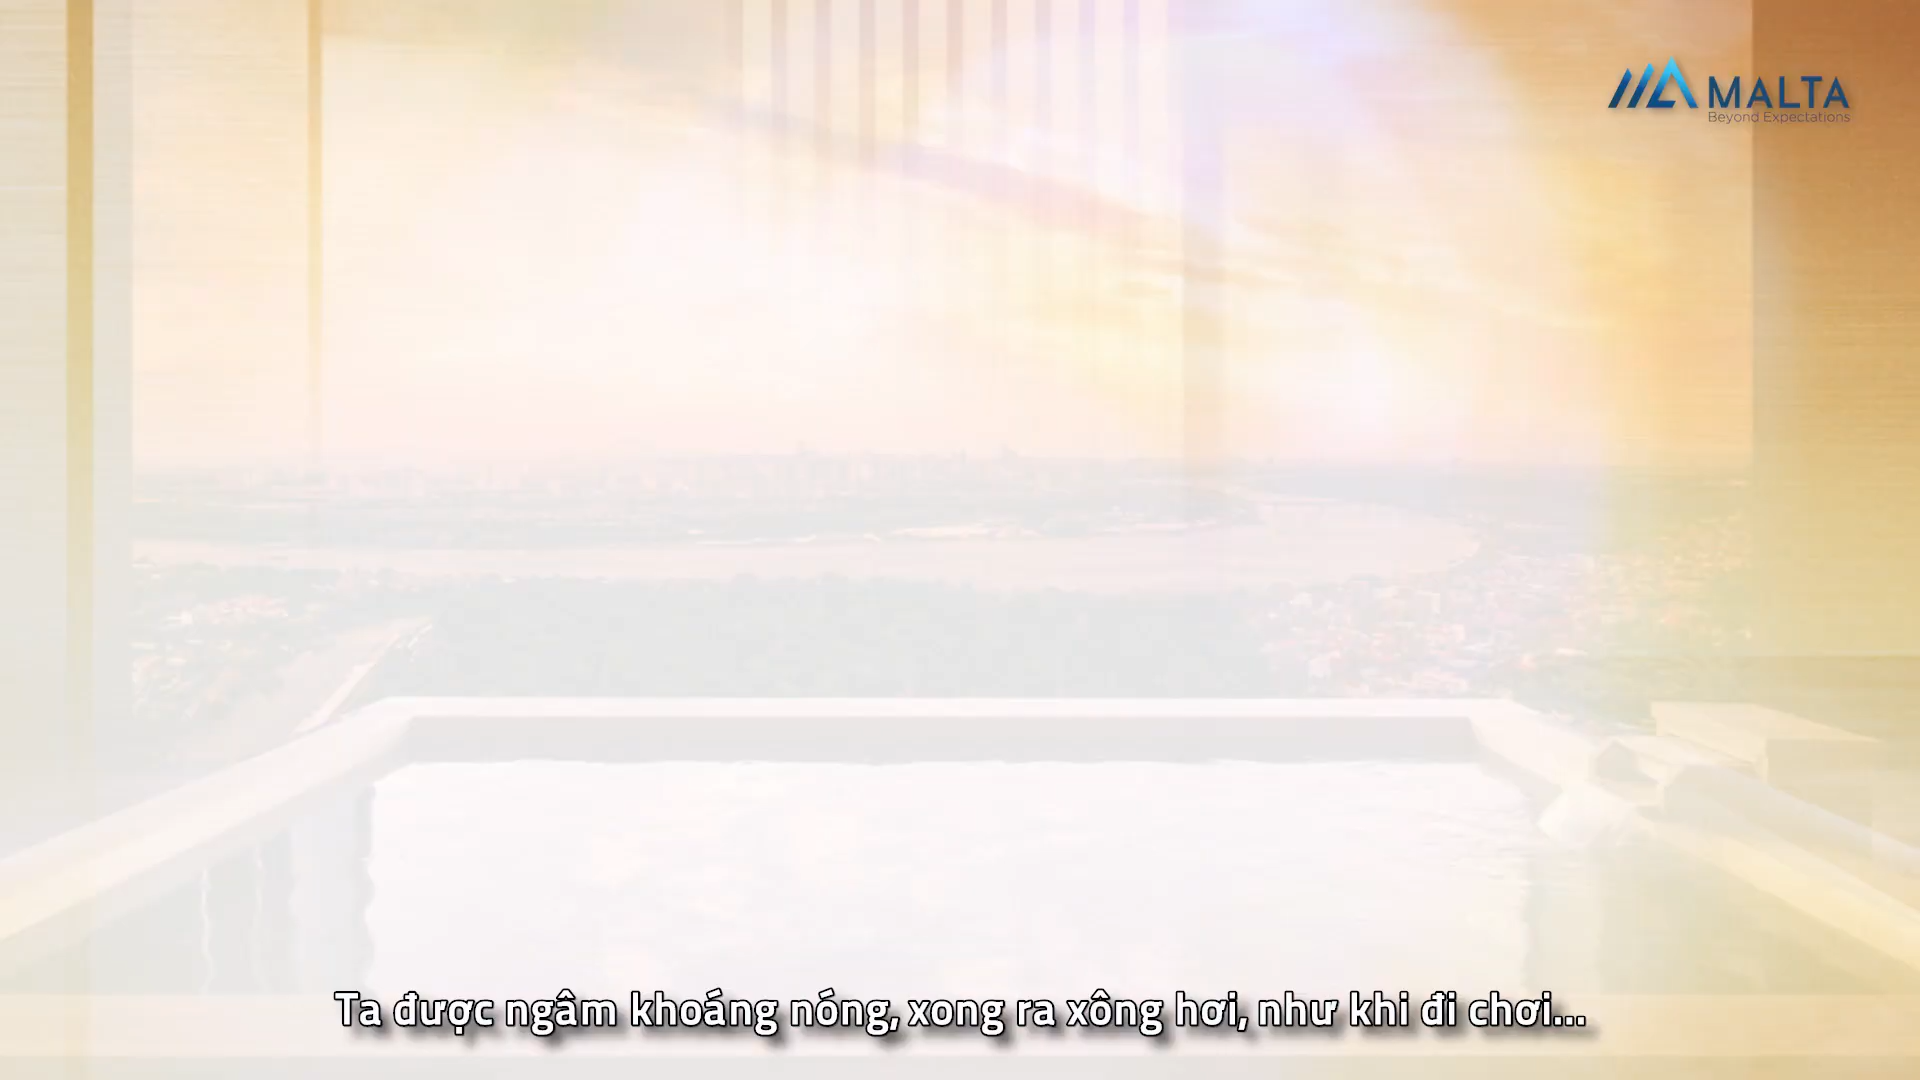 MALTA
Beyond Expectations
Ta được ngâm khoáng nóng, xong ra xông hơi, như khi đi chơi...